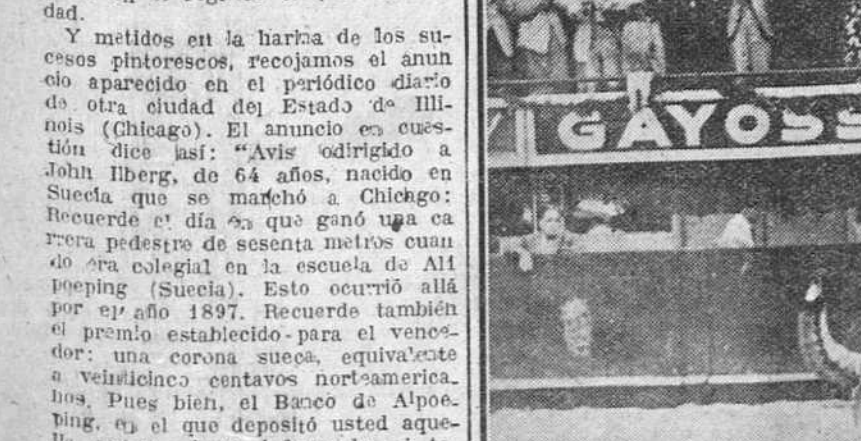 dad.
Y metidos en la harina de los su-
cesos pintorescos, recojamos el anun
cio aparecido en el periódico diario
de otra ciudad del Estado de Illi-
nois (Chicago). El anuncio en cues-
tión dice así: "Avis odirigido a
John Ilberg, de 64 años, nacido en
Suecia que se marchó a Chicago:
Recuerde el día en que ganó una ca
rrera pedestre de sesenta metros cuan
do era colegial en la escuela de All
poeping (Suecia). Esto ocurrió allá
por el año 1897. Recuerde también
el premio establecido-para el vence-
dor: una corona sueca, equivalente
a veinticinco centavos norteamerica-
nos. Pues bien, el Banco de Alpoe-
ping, en el que depositó usted aque-
GAYOSS